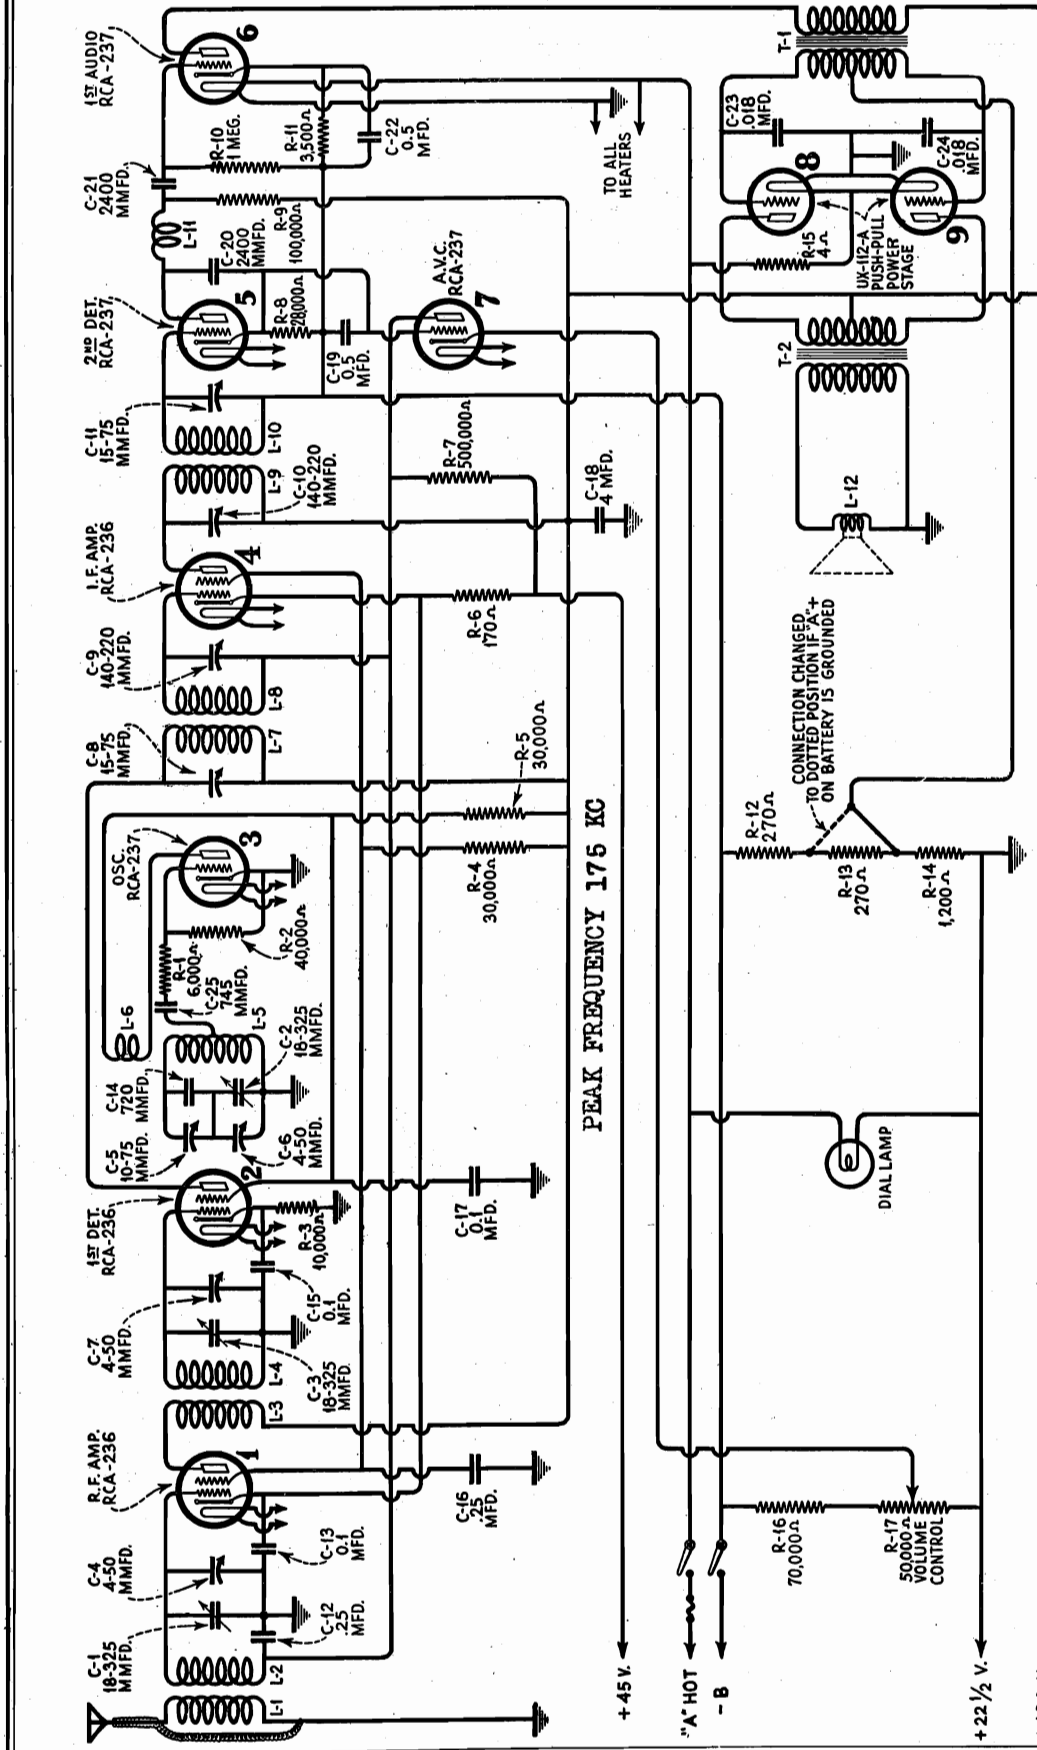 C-1
18-325
MMFD.
C-4
4-50
MMFD.
R.F. AMP.
RCA-236
C-7
4-50
MMFD.
1ST DET.
RCA-236
C-5
10-75
MMFD.
C-14
720
MMFD.
L-6
OSC.
RCA-237
C-8
15-75
MMFD.
C-9
140-220
MMFD.
I.F. AMP.
RCA-236
C-11
15-75
MMFD.
2ND DET.
RCA-237
C-21
2400
MMFD.
1ST AUDIO
RCA-237
L-1
L-2
C-12
.25
MFD.
C-13
0.1
MFD.
1
L-3
L-4
C-3
18-325
MMFD.
C-15
0.1
MFD.
2
R-3
10,000Ω
C-6
4-50
MMFD.
C-2
18-325
MMFD.
L-5
C-25
745
MMFD.
R-1
6,000Ω
R-2
40,000Ω
3
L-7
L-8
4
C-10
140-220
MMFD.
L-9
L-10
5
R-8
28,000Ω
C-20
2400
MMFD.
L-11
R-9
100,000Ω
R-10
1 MEG.
R-11
3,500Ω
6
C-22
0.5
MFD.
C-19
0.5
MFD.
A.V.C.
RCA-237
7
C-16
.25
MFD.
C-17
0.1
MFD.
R-4
30,000Ω
R-5
30,000Ω
R-6
170Ω
R-7
500,000Ω
C-18
4 MFD.
TO ALL
HEATERS
PEAK FREQUENCY 175 KC
+45 V.
"A" HOT
- B
+22 1/2 V.
R-16
70,000Ω
R-17
50,000Ω
VOLUME
CONTROL
DIAL LAMP
R-12
270Ω
R-13
270Ω
R-14
1,200Ω
CONNECTION CHANGED
TO DOTTED POSITION IF "A"+
ON BATTERY IS GROUNDED
L-12
T-2
R-15
4Ω
UX-112-A
PUSH-PULL
POWER
STAGE
8
9
C-23
.018
MFD.
C-24
.018
MFD.
T-1